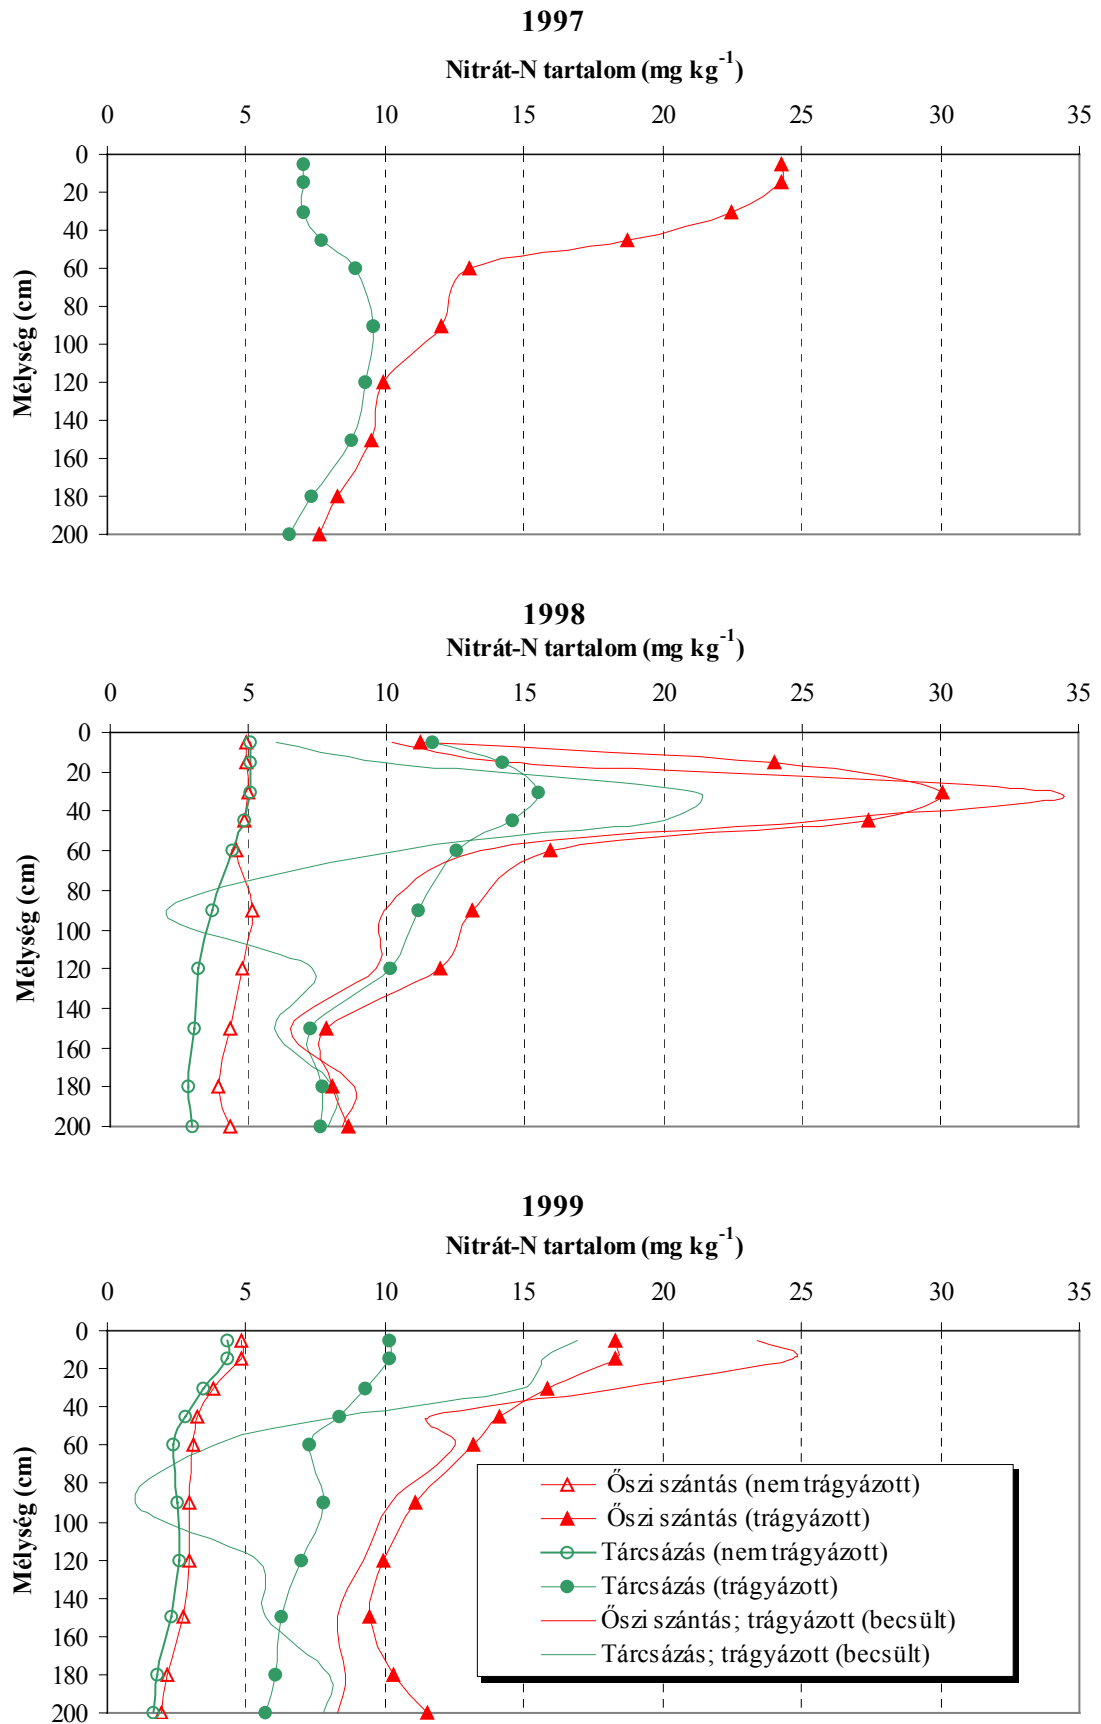 1997
Nitrát-N tartalom (mg kg⁻¹)
0 5 10 15 20 25 30 35
0
20
40
60
80
100
120
140
160
180
200
Mélység (cm)
1998
Nitrát-N tartalom (mg kg⁻¹)
0 5 10 15 20 25 30 35
0
20
40
60
80
100
120
140
160
180
200
Mélység (cm)
1999
Nitrát-N tartalom (mg kg⁻¹)
0 5 10 15 20 25 30 35
0
20
40
60
80
100
120
140
160
180
200
Mélység (cm)
Őszi szántás (nem trágyázott)
Őszi szántás (trágyázott)
Tárcsázás (nem trágyázott)
Tárcsázás (trágyázott)
Őszi szántás; trágyázott (becsült)
Tárcsázás; trágyázott (becsült)